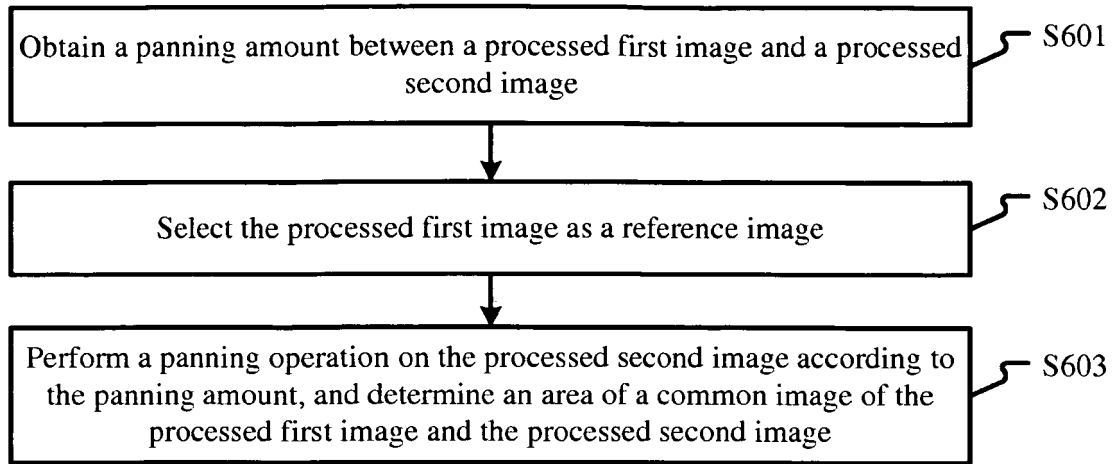 Obtain a panning amount between a processed first image and a processed
second image
S601
Select the processed first image as a reference image
S602
Perform a panning operation on the processed second image according to
the panning amount, and determine an area of a common image of the
processed first image and the processed second image
S603